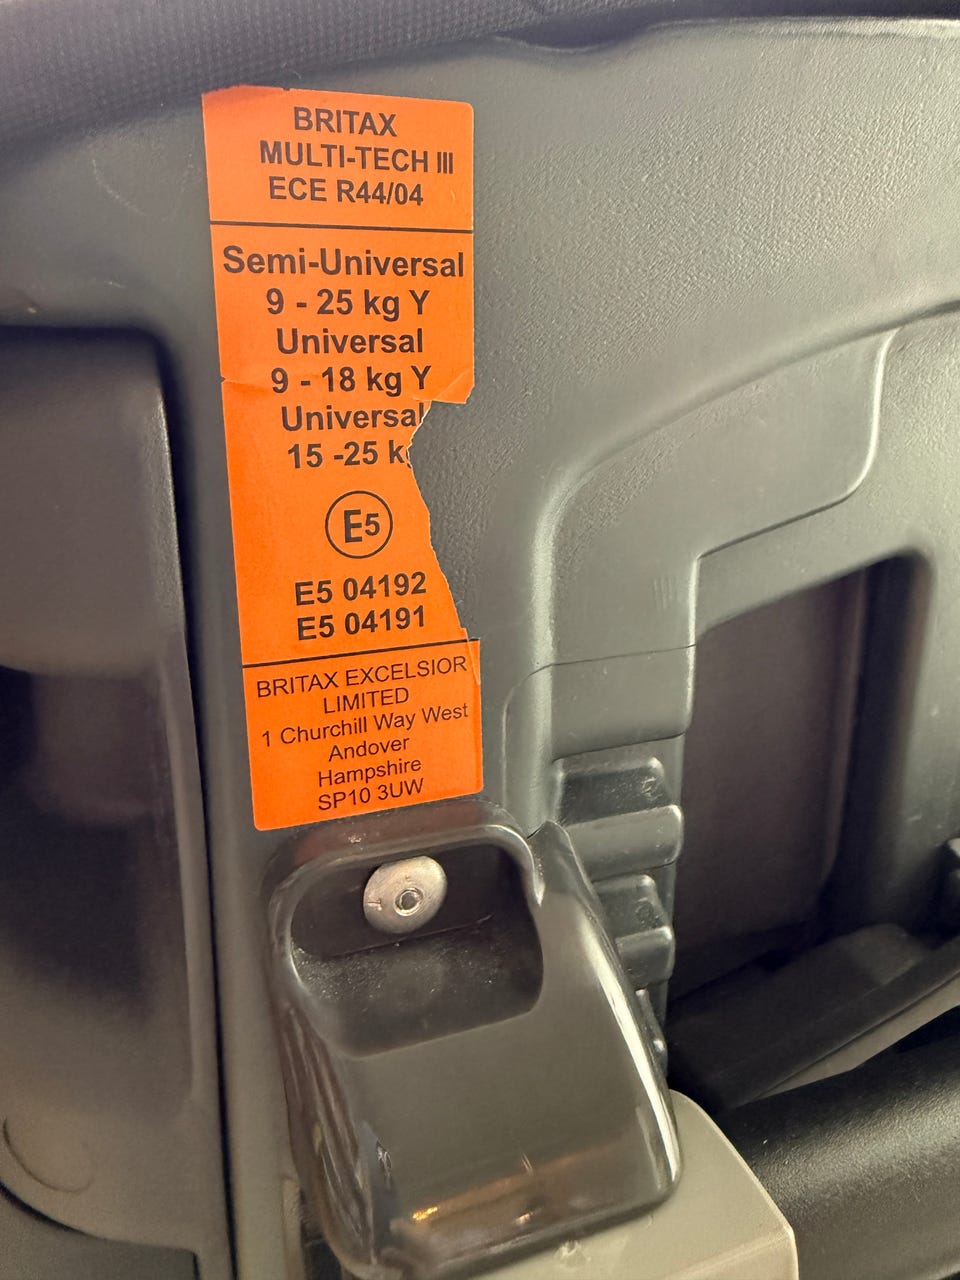 BRITAX
MULTI-TECH III
ECE R44/04
Semi-Universal
9 - 25 kg Y
Universal
9 - 18 kg Y
Universal
15 -25 k
E5
E5 04192
E5 04191
BRITAX EXCELSIOR
LIMITED
1 Churchill Way West
Andover
Hampshire
SP10 3UW